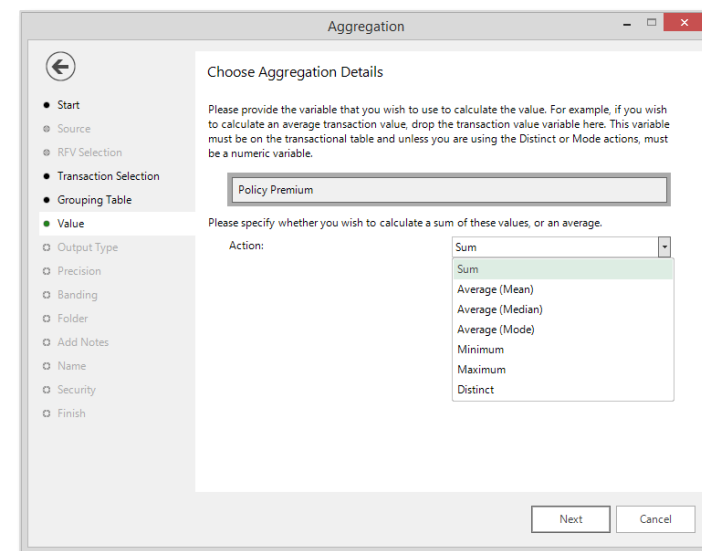 Aggregation
Choose Aggregation Details
Start
Source
RFV Selection
Transaction Selection
Grouping Table
Value
Output Type
Precision
Banding
Folder
Add Notes
Name
Security
Finish
Please provide the variable that you wish to use to calculate the value. For example, if you wish
to calculate an average transaction value, drop the transaction value variable here. This variable
must be on the transactional table and unless you are using the Distinct or Mode actions, must
be a numeric variable.
Policy Premium
Please specify whether you wish to calculate a sum of these values, or an average.
Action: Sum
Sum
Average (Mean)
Average (Median)
Average (Mode)
Minimum
Maximum
Distinct
Next Cancel